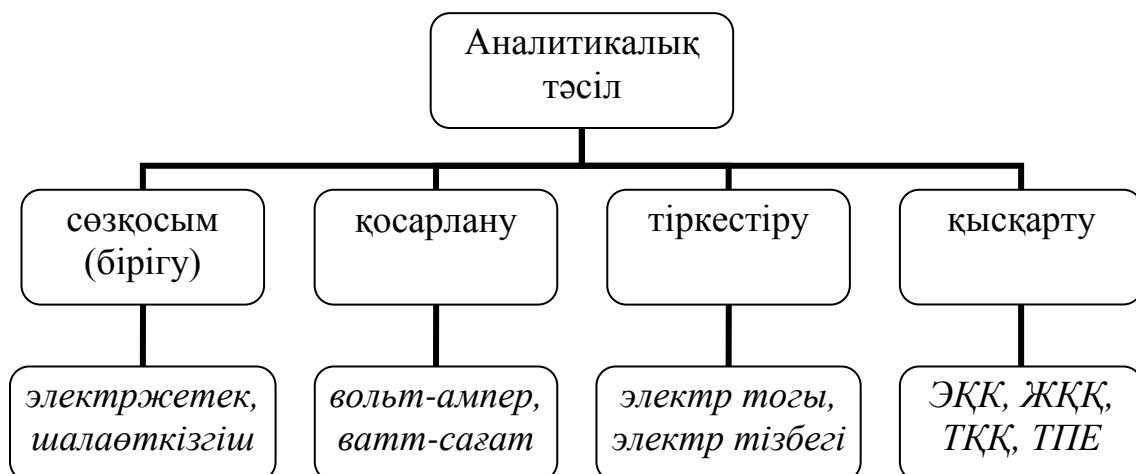 Аналитикалық
тәсіл
сөзқосым
(бірігу)
қосарлану
тіркестіру
қысқарту
электржетек,
шалаөткізгіш
вольт-ампер,
ватт-сағат
электр тогы,
электр тізбегі
ЭҚК, ЖҚҚ,
ТҚҚ, ТПЕ